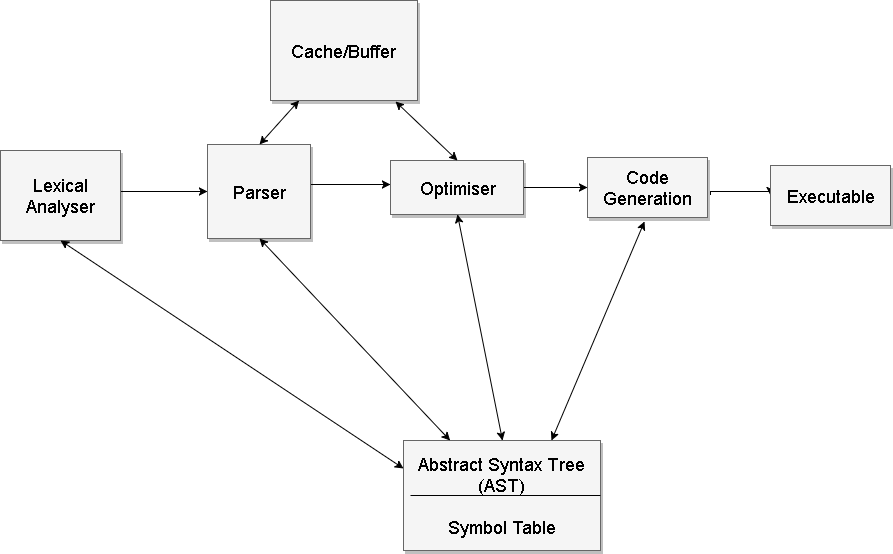 Cache/Buffer
Lexical
Analyser
Parser
Optimiser
Code
Generation
Executable
Abstract Syntax Tree
(AST)
Symbol Table